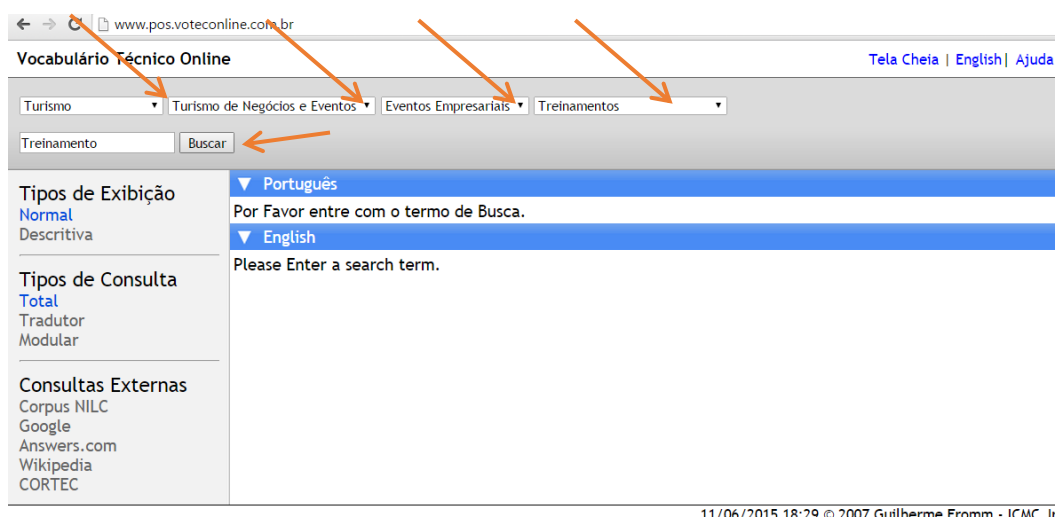 www.pos.voteconline.com.br
Vocabulário Técnico Online
Tela Cheia | English| Ajuda
Turismo Turismo de Negócios e Eventos Eventos Empresariais Treinamentos
Treinamento Buscar
Tipos de Exibição
Normal
Descritiva
Tipos de Consulta
Total
Tradutor
Modular
Consultas Externas
Corpus NILC
Google
Answers.com
Wikipedia
CORTEC
Português
Por Favor entre com o termo de Busca.
English
Please Enter a search term.
11/06/2015 18:29 © 2007 Guilherme Fromm - ICMC,